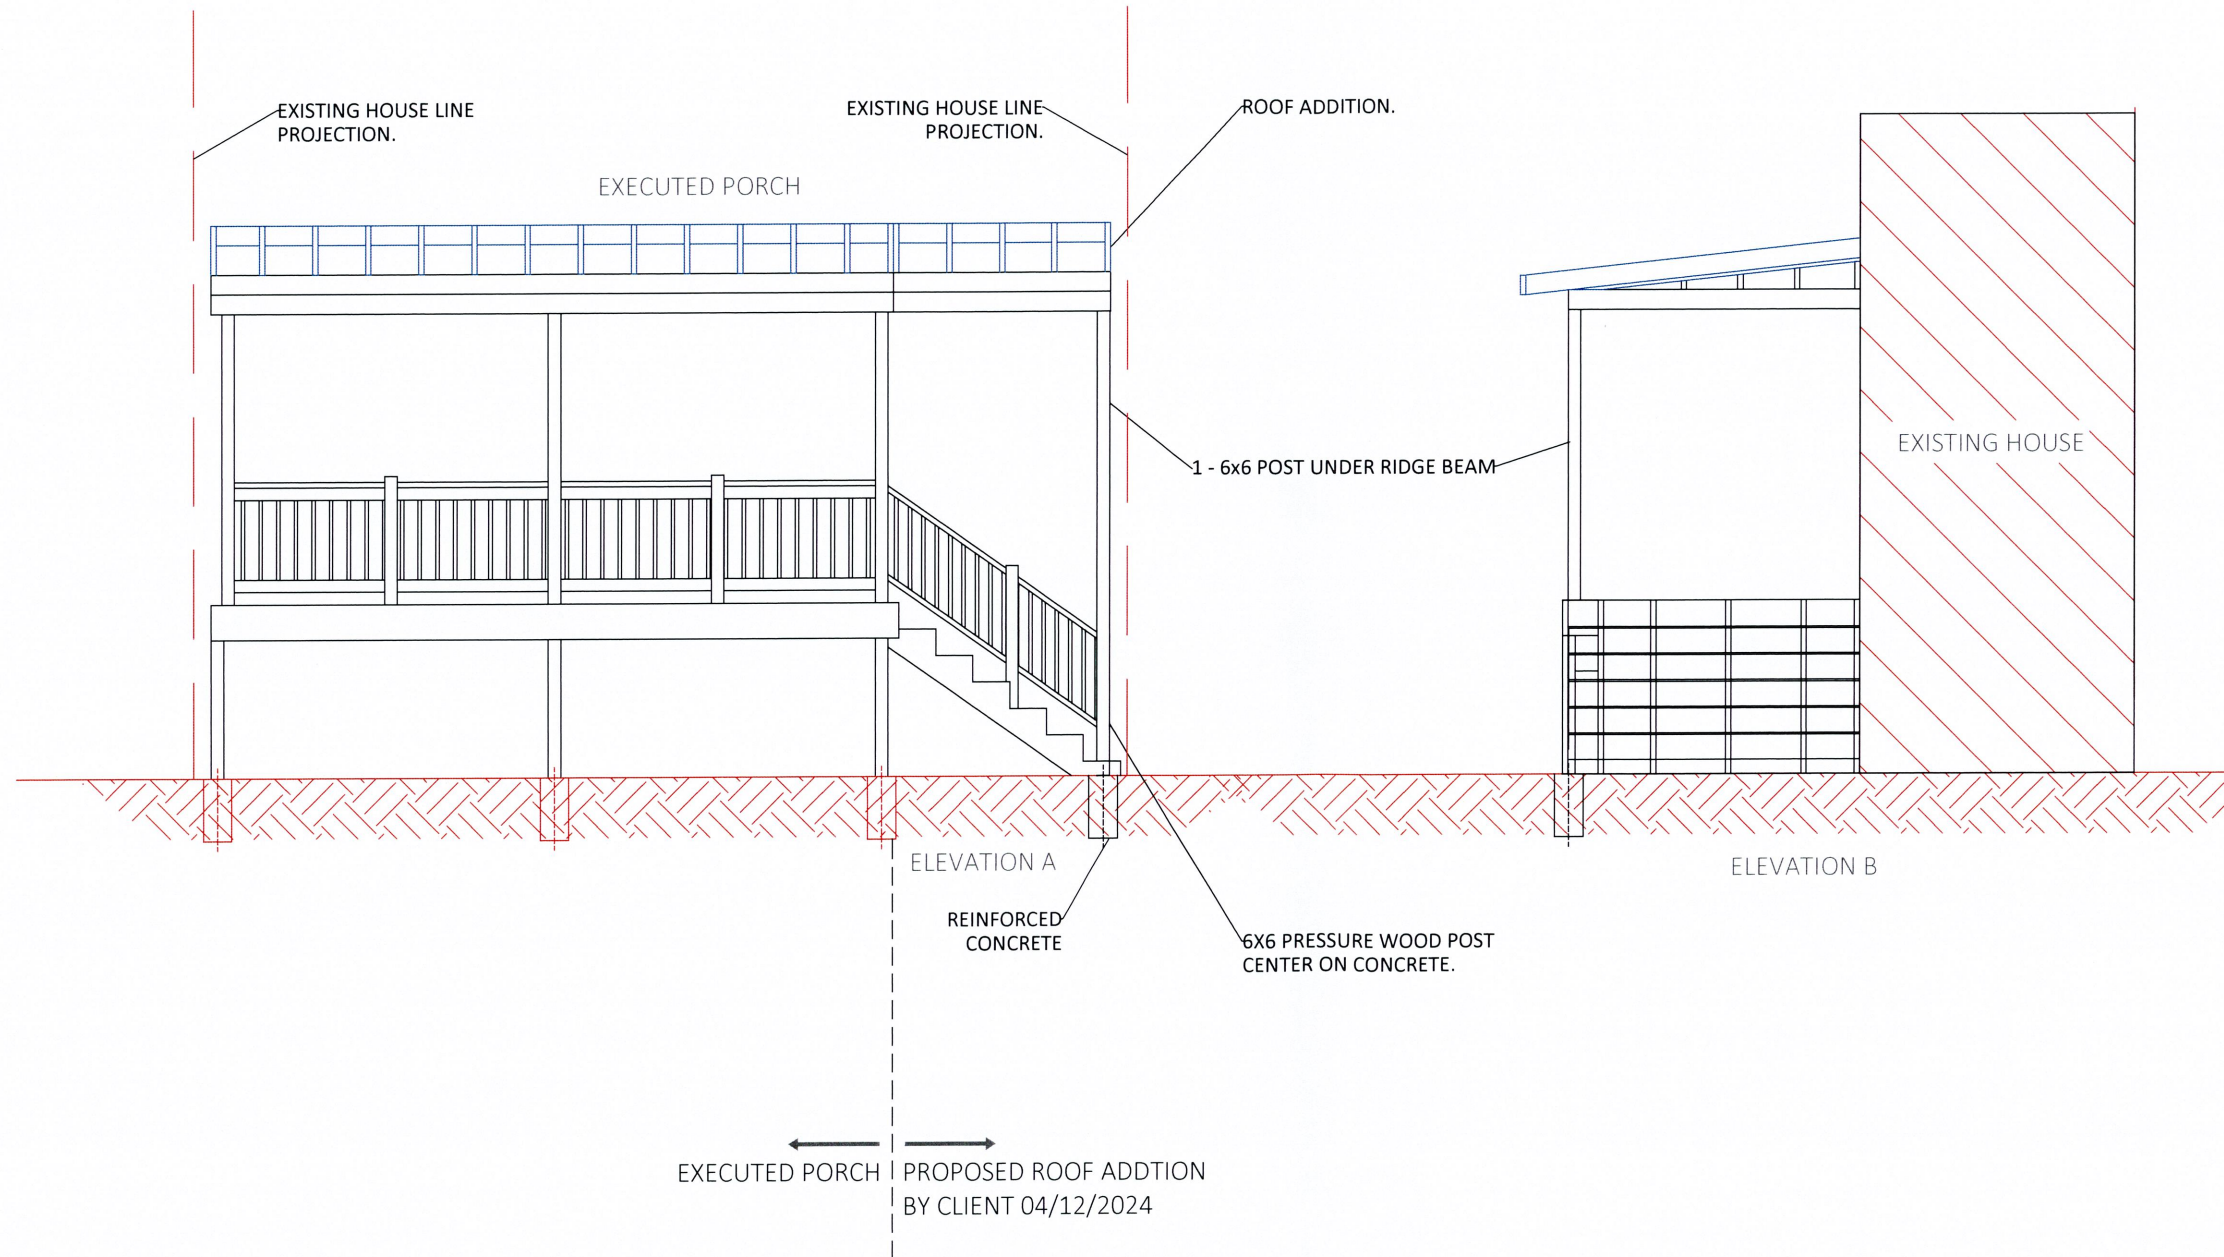 EXISTING HOUSE LINE
PROJECTION.
EXISTING HOUSE LINE
PROJECTION.
ROOF ADDITION.
EXECUTED PORCH
1 - 6x6 POST UNDER RIDGE BEAM
EXISTING HOUSE
ELEVATION A
ELEVATION B
REINFORCED
CONCRETE
6X6 PRESSURE WOOD POST
CENTER ON CONCRETE.
EXECUTED PORCH
PROPOSED ROOF ADDTION
BY CLIENT 04/12/2024